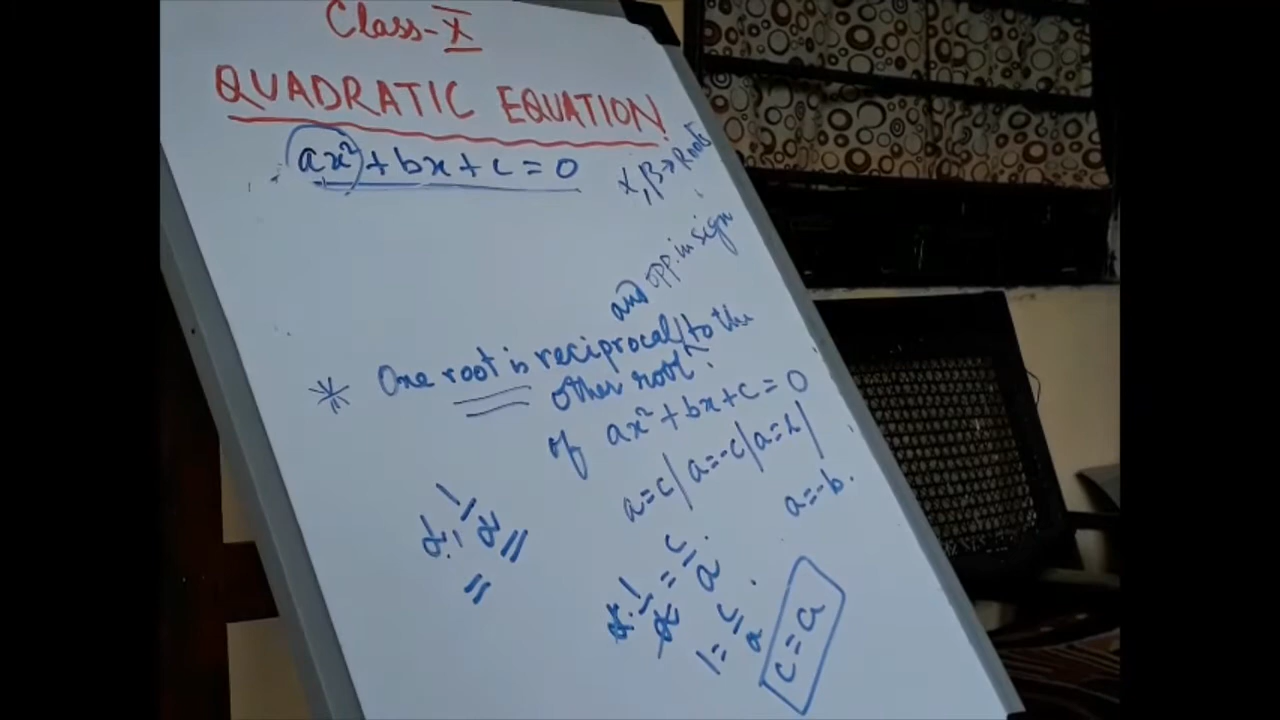 Class-X
QUADRATIC EQUATION
ax²+bx+c=0
α, β → Roots
and opp. in sign
* One root is reciprocal/to the
other root.
of ax²+bx+c=0
a=c/a=-c/a=b/
a=-b.
α, 1/α
α. 1/α = c/a
1 = c/a
c=a